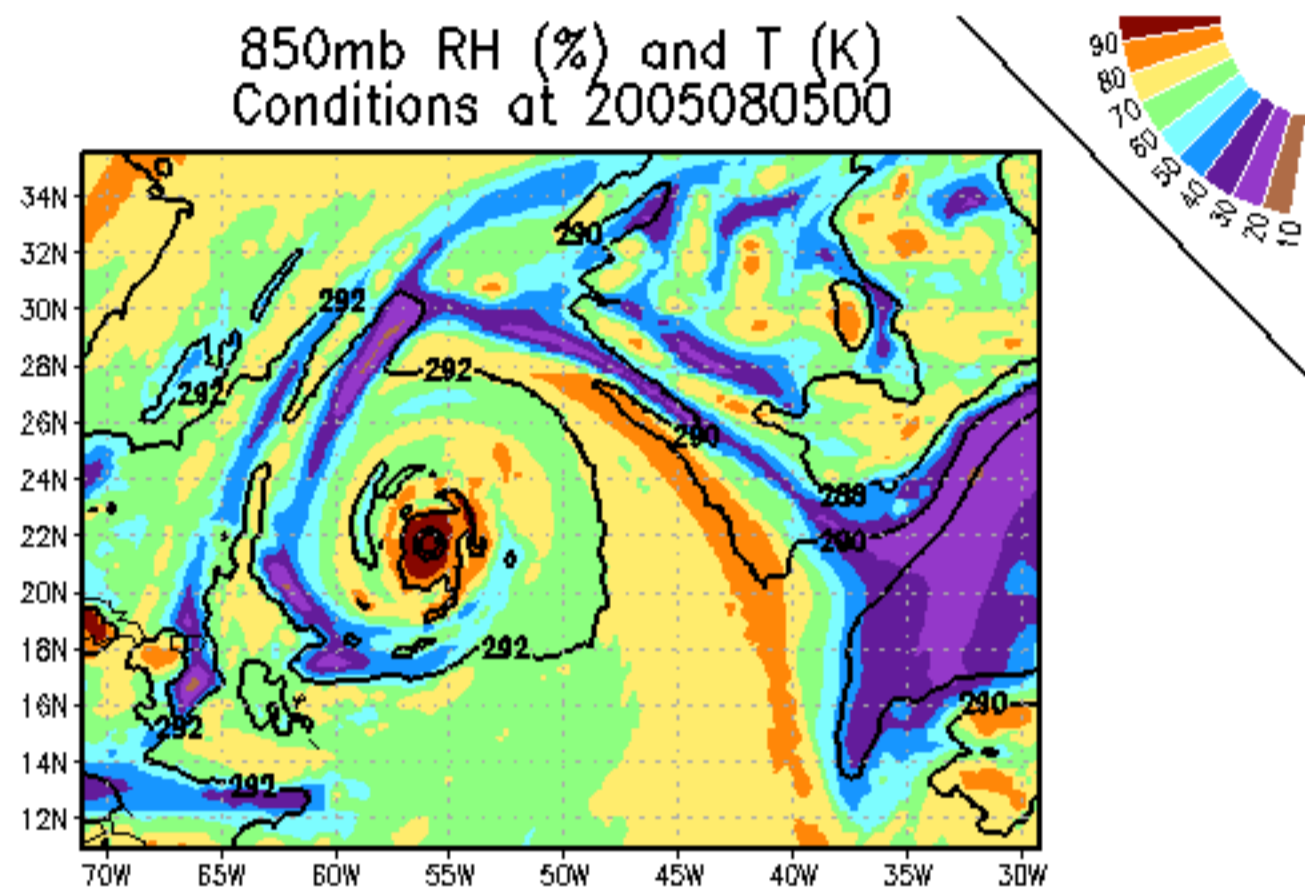 850mb RH (%) and T (K)
Conditions at 2005080500
90
80
70
60
50
40
30
20
10
34N
32N
30N
28N
26N
24N
22N
20N
18N
16N
14N
12N
290
292
292
292
290
288
290
292
290
292
292
70W
65W
60W
55W
50W
45W
40W
35W
30W